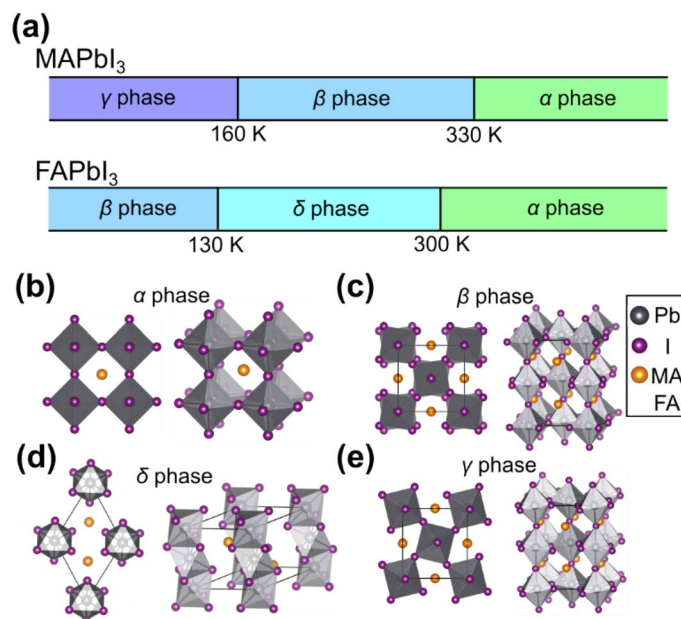 (a)
MAPbI₃
γ phase β phase α phase
160 K 330 K
FAPbI₃
β phase δ phase α phase
130 K 300 K
(b) α phase
(c) β phase
Pb
I
MA
FA
(d) δ phase
(e) γ phase